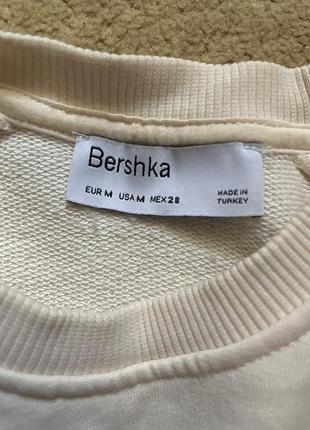 Bershka
EUR M USA M MEX 28
MADE IN
TURKEY